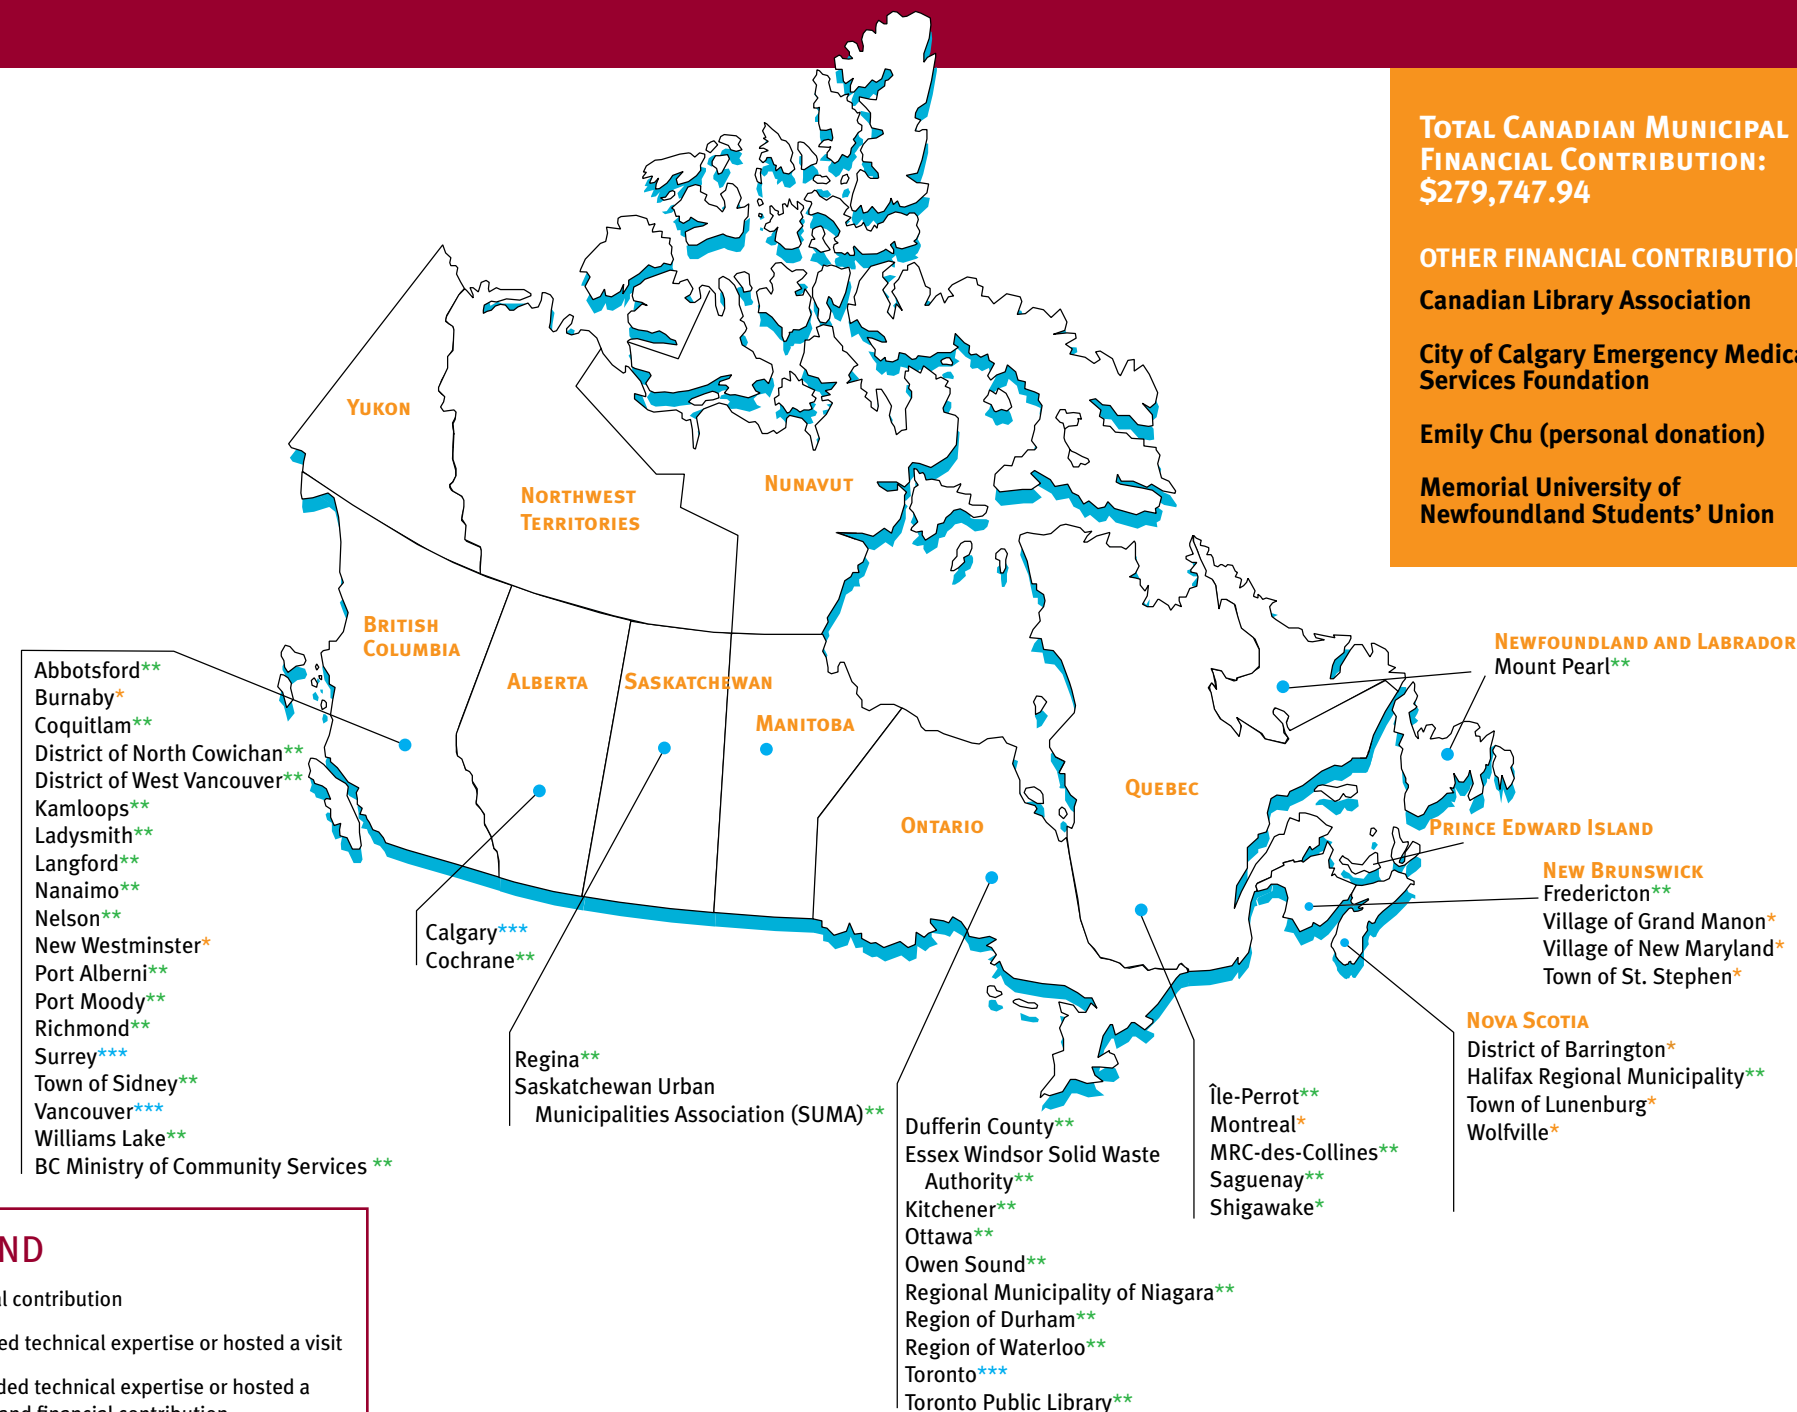 TOTAL CANADIAN MUNICIPAL
FINANCIAL CONTRIBUTION:
$279,747.94
OTHER FINANCIAL
Canadian Library Association
City of Calgary Emergency
Services Foundation
Emily Chu (personal donation)
Memorial University of
Newfoundland Students’ Union
YUKON
NORTHWEST
TERRITORIES
NUNAVUT
BRITISH
COLUMBIA
ALBERTA
SASKATCHEWAN
MANITOBA
ONTARIO
QUEBEC
NEWFOUNDLAND AND LABRADOR
Mount Pearl**
PRINCE EDWARD ISLAND
NEW BRUNSWICK
Fredericton**
Village of Grand Manon*
Village of New Maryland*
Town of St. Stephen*
NOVA SCOTIA
District of Barrington*
Halifax Regional Municipality**
Town of Lunenburg*
Wolfville*
Abbotsford**
Burnaby*
Coquitlam**
District of North Cowichan**
District of West Vancouver**
Kamloops**
Ladysmith**
Langford**
Nanaimo**
Nelson**
New Westminster*
Port Alberni**
Port Moody**
Richmond**
Surrey***
Town of Sidney**
Vancouver***
Williams Lake**
BC Ministry of Community Services **
Calgary***
Cochrane**
Regina**
Saskatchewan Urban
Municipalities Association (SUMA)**
Dufferin County**
Essex Windsor Solid Waste
Authority**
Kitchener**
Ottawa**
Owen Sound**
Regional Municipality of Niagara**
Region of Durham**
Region of Waterloo**
Toronto***
Toronto Public Library**
Île-Perrot**
Montreal*
MRC-des-Collines**
Saguenay**
Shigawake*
contribution
technical expertise or hosted a visit
technical expertise or hosted a
and financial contribution